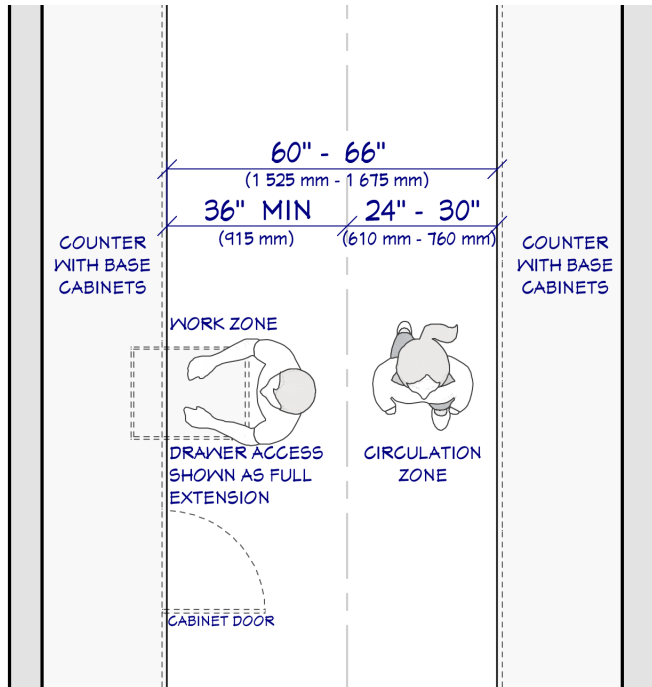 60" - 66"
(1 525 mm - 1 675 mm)
36" MIN
24" - 30"
(915 mm)
(610 mm - 760 mm)
COUNTER
WITH BASE
CABINETS
COUNTER
WITH BASE
CABINETS
WORK ZONE
DRAWER ACCESS
SHOWN AS FULL
EXTENSION
CIRCULATION
ZONE
CABINET DOOR